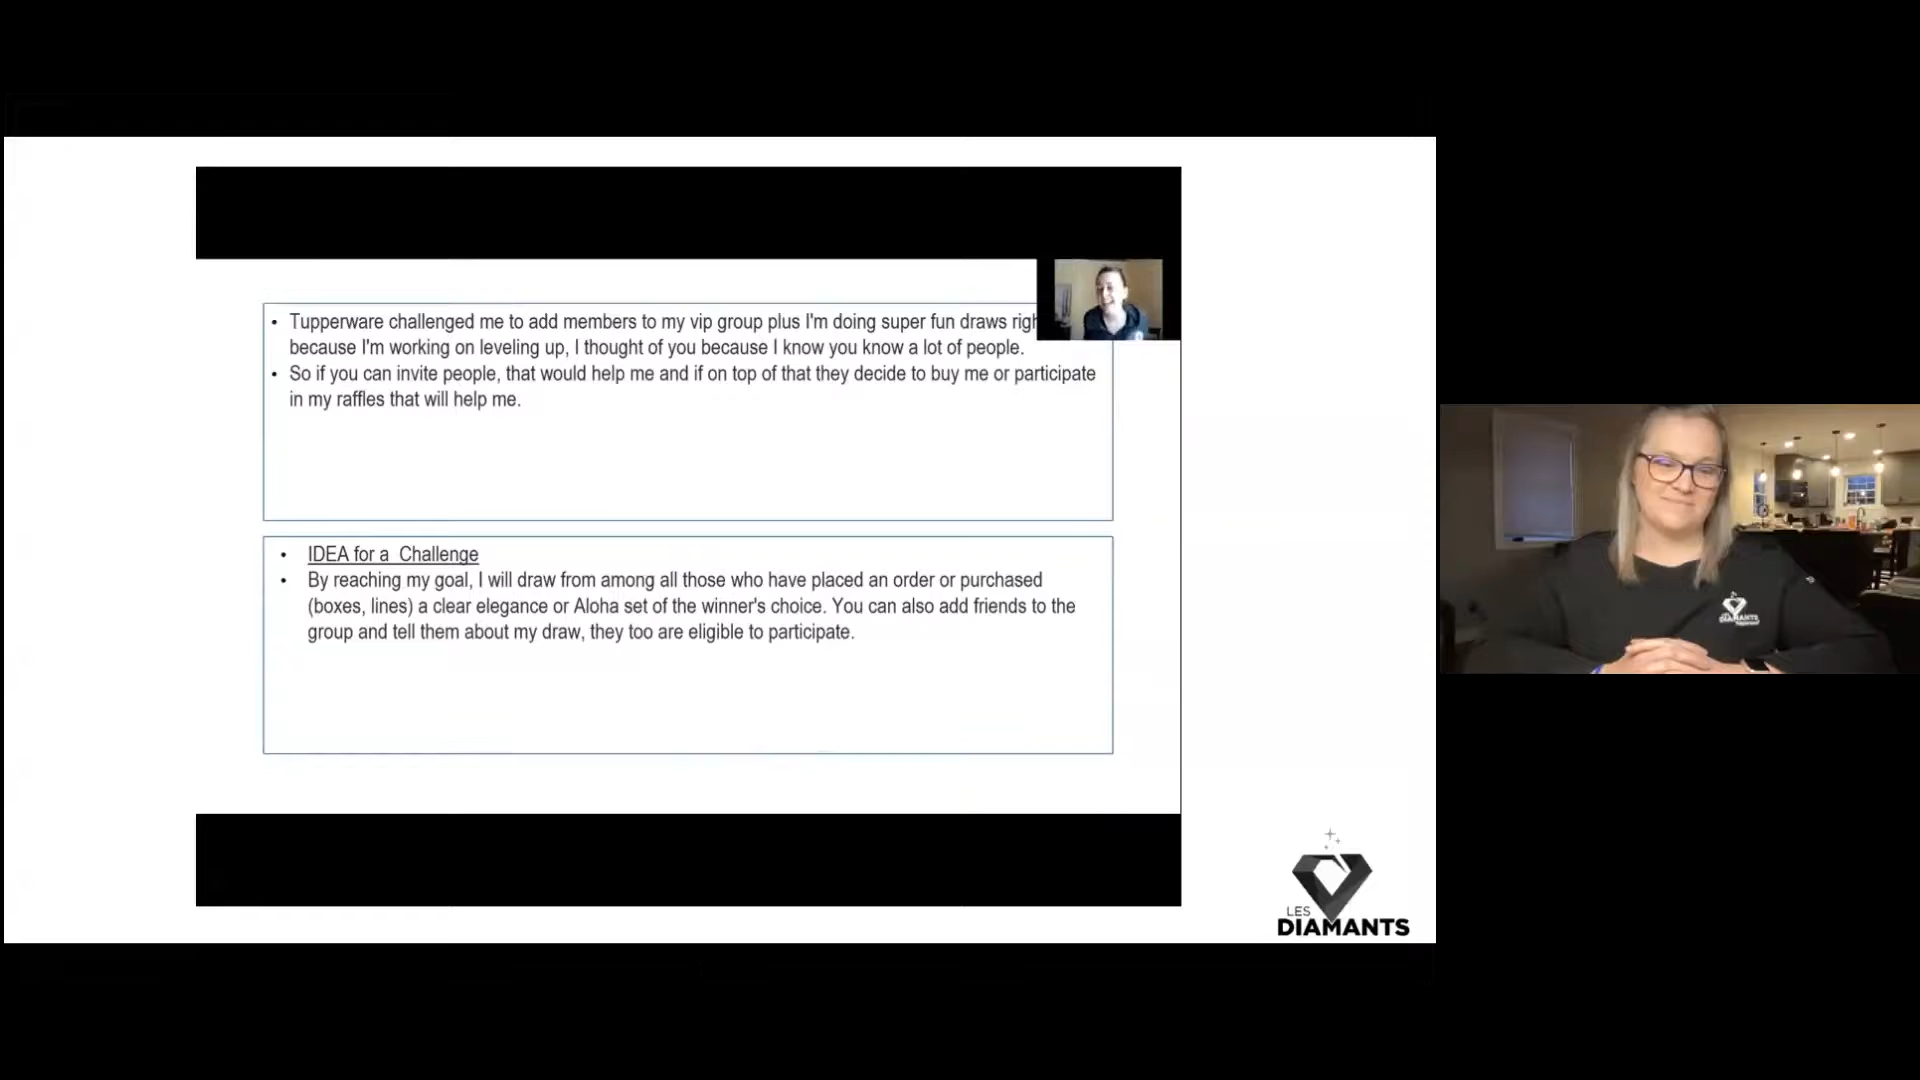 • Tupperware challenged me to add members to my vip group plus I'm doing super fun draws
because I'm working on leveling up, I thought of you because I know you know a lot of people.
• So if you can invite people, that would help me and if on top of that they decide to buy me or participate
in my raffles that will help me.
• IDEA for a  Challenge
• By reaching my goal, I will draw from among all those who have placed an order or purchased
(boxes, lines) a clear elegance or Aloha set of the winner's choice. You can also add friends to the
group and tell them about my draw, they too are eligible to participate.
LES
DIAMANTS
DIAMANTS